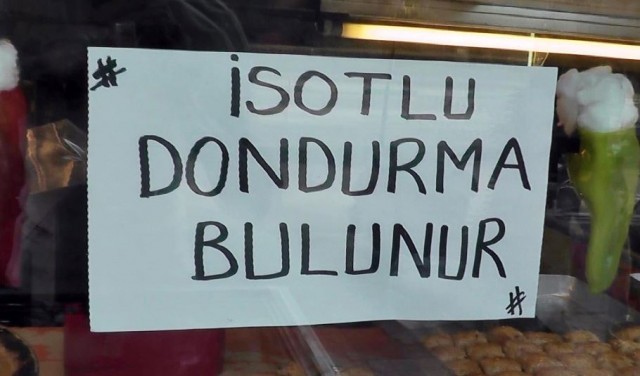 #
İSOTLU
DONDURMA
BULUNUR
#